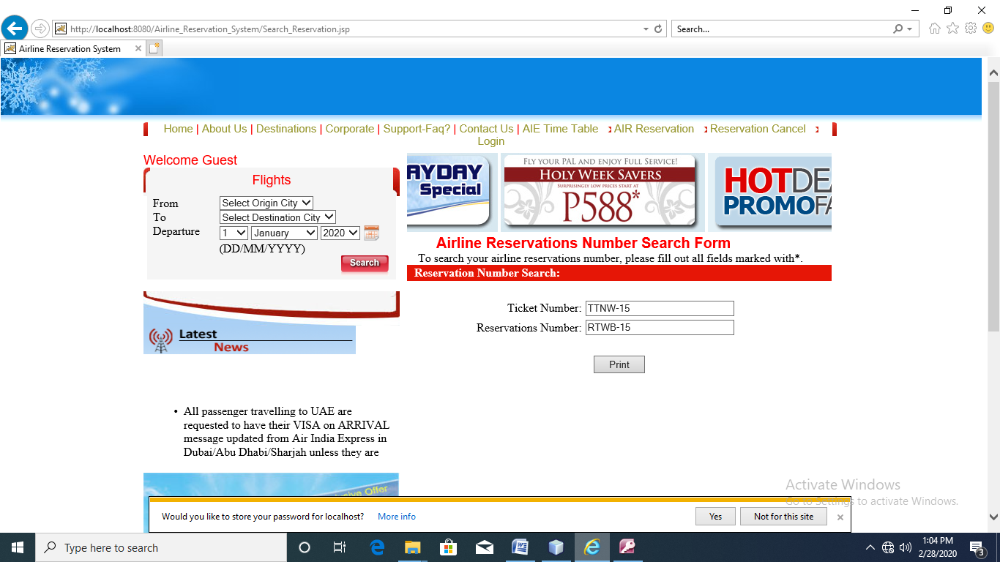 http://localhost:8080/Airline_Reservation_System/Search_Reservation.jsp
Search...
Airline Reservation System
Home | About Us | Destinations | Corporate | Support-Faq? | Contact Us | AIE Time Table AIR Reservation Reservation Cancel
Login
Welcome Guest
Flights
From Select Origin City
To Select Destination City
Departure 1 January 2020
(DD/MM/YYYY)
Search
Latest
News
• All passenger travelling to UAE are
requested to have their VISA on ARRIVAL
message updated from Air India Express in
Dubai/Abu Dhabi/Sharjah unless they are
Offer
AYDAY
Special
FLY YOUR PAL AND ENJOY FULL SERVICE!
HOLY WEEK SAVERS
SURPRISINGLY LOW PRICES START AT
P588*
HOTDE
PROMOFA
Airline Reservations Number Search Form
To search your airline reservations number, please fill out all fields marked with*.
Reservation Number Search:
Ticket Number: TTNW-15
Reservations Number: RTWB-15
Print
Activate Windows
Go to Settings to activate Windows.
Would you like to store your password for localhost? More info Yes Not for this site
Type here to search
1:04 PM
2/28/2020
3